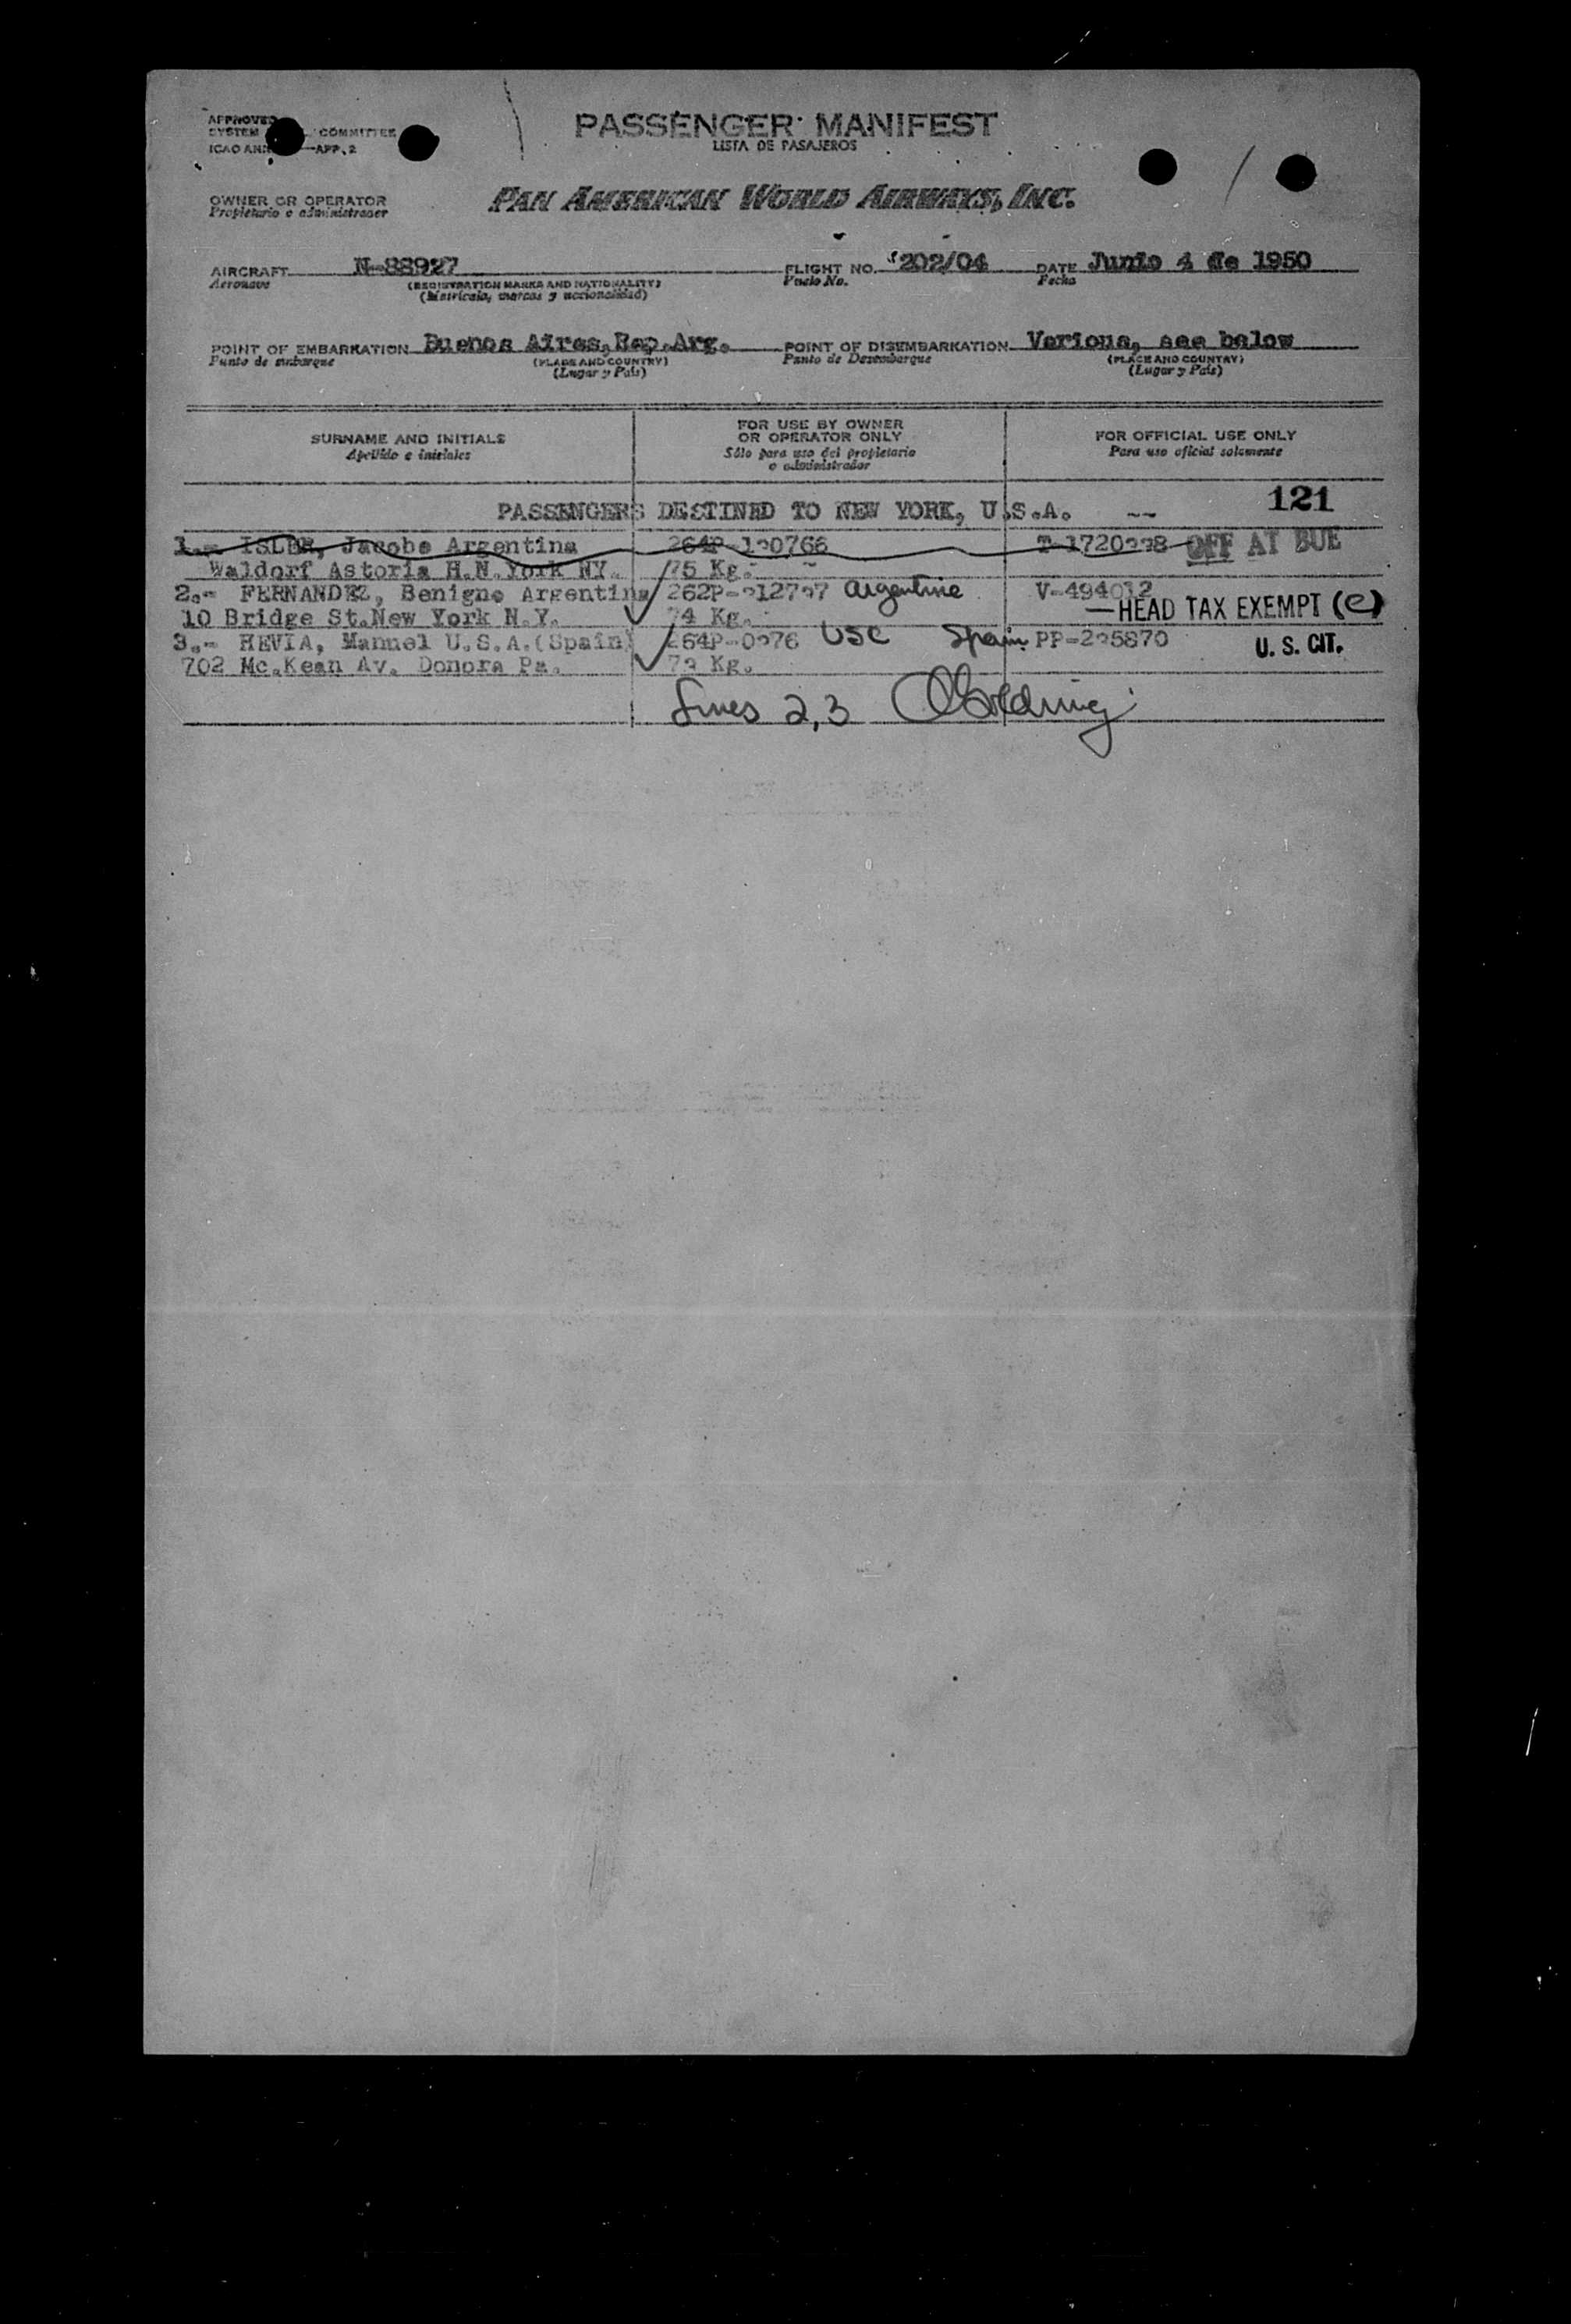 APPROVED
SYSTEM COMMITTEE
ICAO APP. 2
PASSENGER MANIFEST
LISTA DE PASAJEROS
OWNER OR OPERATOR
Propietario o administrador
PAN AMERICAN WORLD AIRWAYS, INC.
AIRCRAFT N-88927 FLIGHT NO. 202/04 DATE Junio 4 de 1950
Aeronave (REGISTRATION MARKS AND NATIONALITY) Vuelo No. Fecha
(Matrícula, marcas y nacionalidad)
POINT OF EMBARKATION Buenos Aires, Rep. Arg. POINT OF DISEMBARKATION Various, see below
Punto de embarque (PLACE AND COUNTRY) Punto de Desembarque (PLACE AND COUNTRY)
(Lugar y País) (Lugar y País)
SURNAME AND INITIALS
Apellido e iniciales
FOR USE BY OWNER
OR OPERATOR ONLY
Sólo para uso del propietario
o administrador
FOR OFFICIAL USE ONLY
Para uso oficial solamente
PASSENGERS DESTINED TO NEW YORK, U.S.A. -- 121
1.- ISLER, Jacobo Argentina OFF AT BUE
Waldorf Astoria H.N.York NY. 75 Kg.
2.- FERNANDEZ, Benigno Argentina Argentine V-494012
10 Bridge St.New York N.Y. 74 Kg. HEAD TAX EXEMPT (C)
3.- HEVIA, Manuel U.S.A.(Spain) USC Spain U. S. CIT.
702 Mc.Kean Av. Donora Pa. Kg.
Lines 2,3